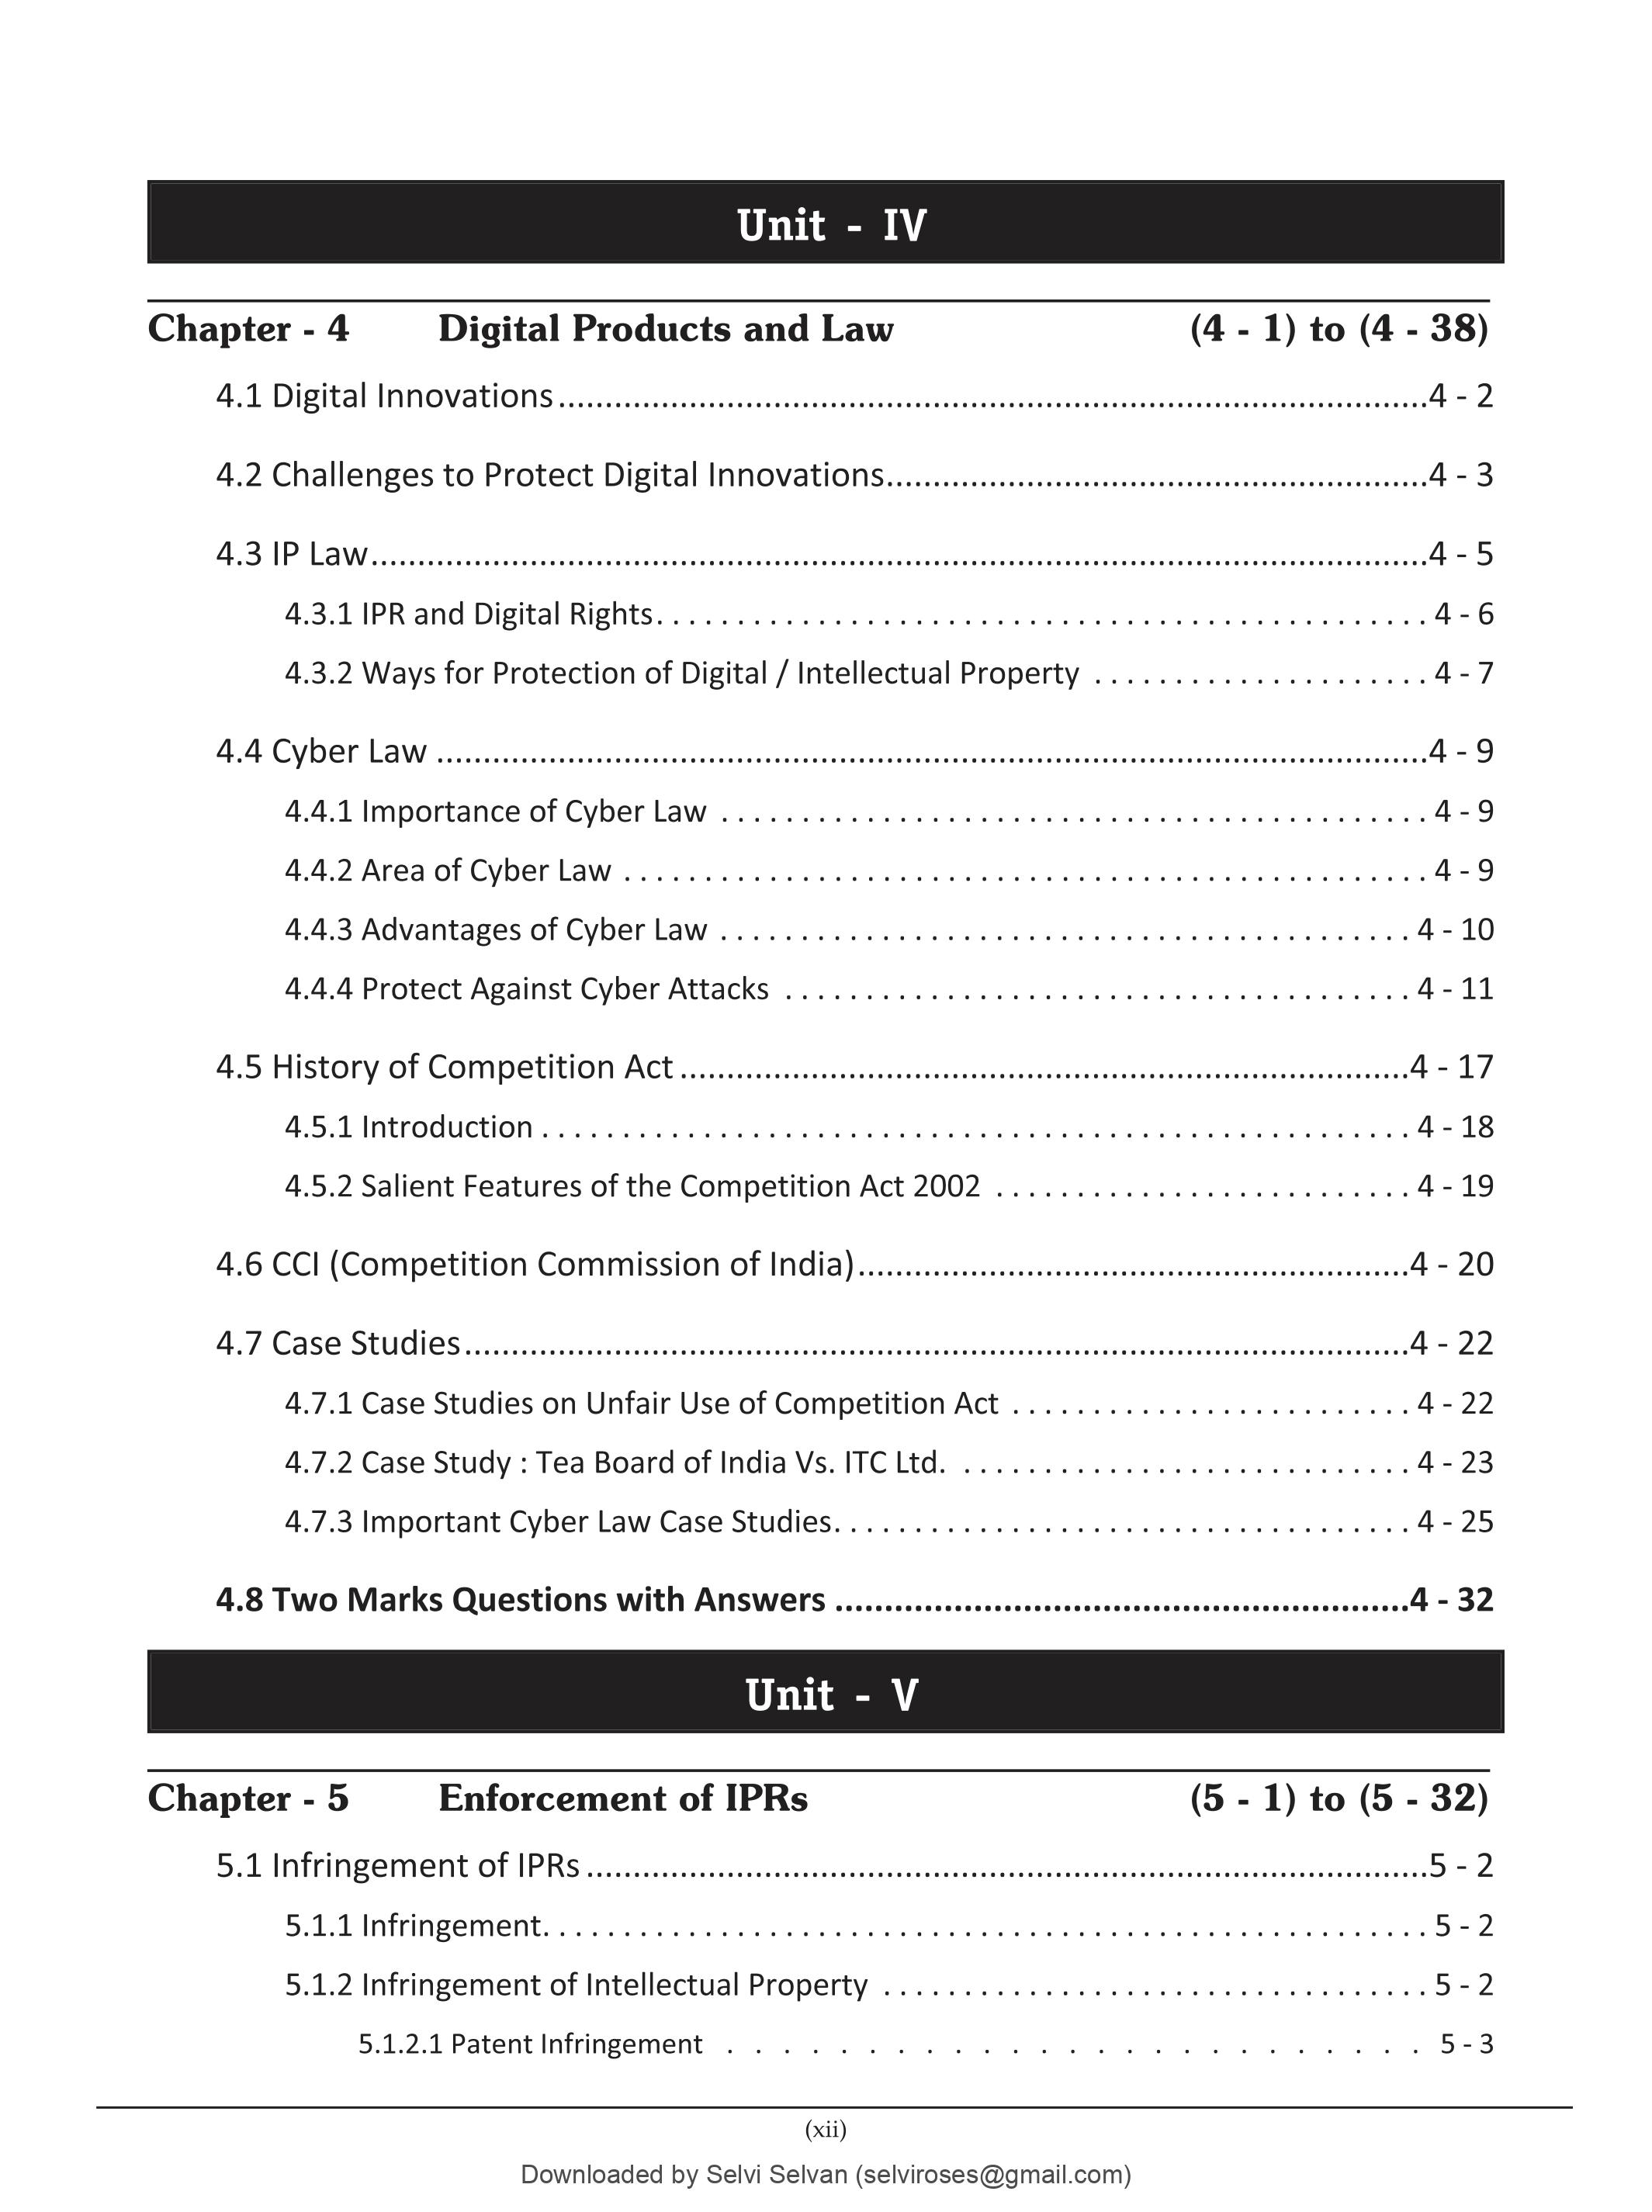 Unit - IV
Chapter - 4 Digital Products and Law (4 - 1) to (4 - 38)
4.1 Digital Innovations....................4 - 2
4.2 Challenges to Protect Digital Innovations....................4 - 3
4.3 IP Law....................4 - 5
4.3.1 IPR and Digital Rights. . . . . . . . . . . 4 - 6
4.3.2 Ways for Protection of Digital / Intellectual Property . . . . . . . . . . 4 - 7
4.4 Cyber Law ....................4 - 9
4.4.1 Importance of Cyber Law . . . . . . . . . . 4 - 9
4.4.2 Area of Cyber Law . . . . . . . . . . 4 - 9
4.4.3 Advantages of Cyber Law . . . . . . . . . . 4 - 10
4.4.4 Protect Against Cyber Attacks . . . . . . . . . . 4 - 11
4.5 History of Competition Act ....................4 - 17
4.5.1 Introduction . . . . . . . . . . 4 - 18
4.5.2 Salient Features of the Competition Act 2002 . . . . . . . . . . 4 - 19
4.6 CCI (Competition Commission of India)....................4 - 20
4.7 Case Studies....................4 - 22
4.7.1 Case Studies on Unfair Use of Competition Act . . . . . . . . . . 4 - 22
4.7.2 Case Study : Tea Board of India Vs. ITC Ltd. . . . . . . . . . . 4 - 23
4.7.3 Important Cyber Law Case Studies. . . . . . . . . . . 4 - 25
4.8 Two Marks Questions with Answers ....................4 - 32
Unit - V
Chapter - 5 Enforcement of IPRs (5 - 1) to (5 - 32)
5.1 Infringement of IPRs ....................5 - 2
5.1.1 Infringement. . . . . . . . . . . 5 - 2
5.1.2 Infringement of Intellectual Property . . . . . . . . . . 5 - 2
5.1.2.1 Patent Infringement . . . . . . . . . . 5 - 3
(xii)
Downloaded by Selvi Selvan (selviroses@gmail.com)